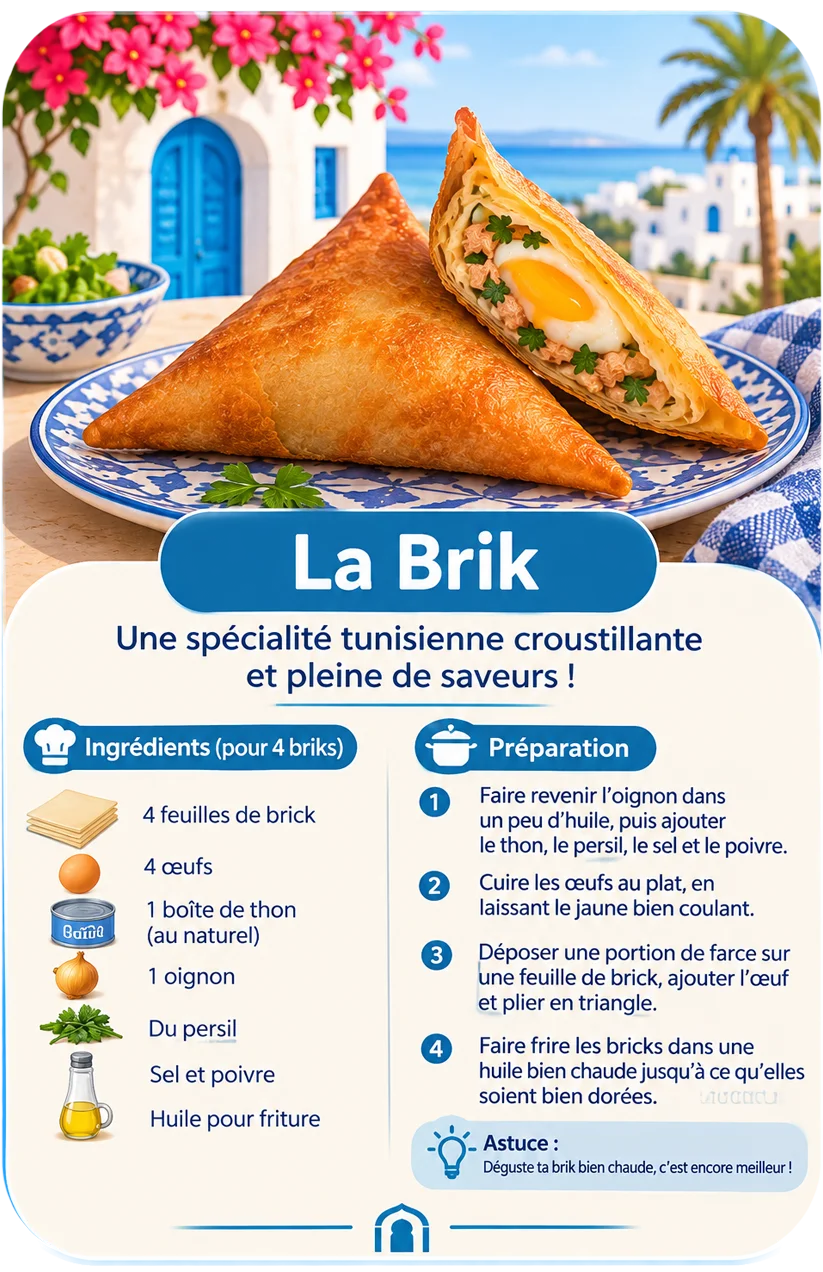 La Brik
Une spécialité tunisienne croustillante
et pleine de saveurs !
Ingrédients (pour 4 briks)
4 feuilles de brick
4 œufs
1 boîte de thon
(au naturel)
1 oignon
Du persil
Sel et poivre
Huile pour friture
Préparation
1 Faire revenir l'oignon dans
un peu d'huile, puis ajouter
le thon, le persil, le sel et le poivre.
2 Cuire les œufs au plat, en
laissant le jaune bien coulant.
3 Déposer une portion de farce sur
une feuille de brick, ajouter l'œuf
et plier en triangle.
4 Faire frire les bricks dans une
huile bien chaude jusqu'à ce qu'elles
soient bien dorées.
Astuce :
Déguste ta brik bien chaude, c'est encore meilleur !